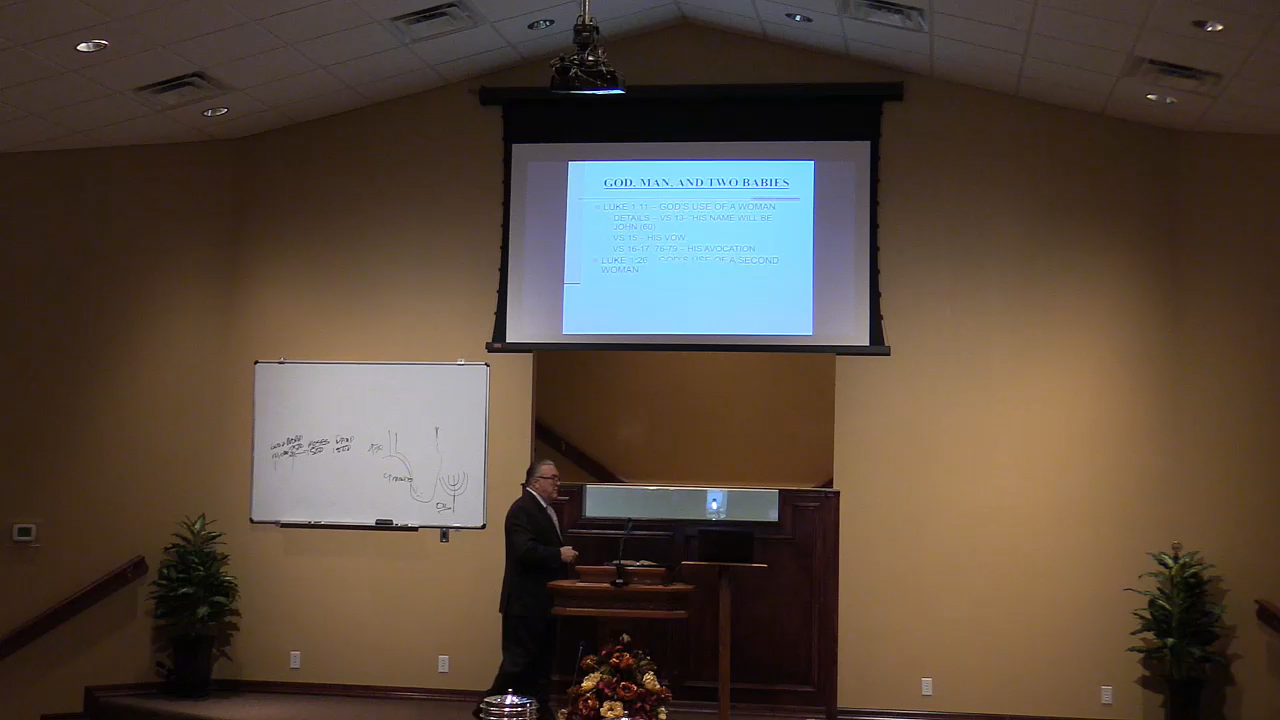 GOD, MAN, AND TWO BABIES
LUKE 1:11 – GOD'S USE OF A WOMAN
DETAILS – VS 13- "HIS NAME WILL BE
JOHN (60)
VS 15 – HIS VOW
VS 16-17, 76-79 – HIS AVOCATION
LUKE 1:26 – GOD'S USE OF A SECOND
WOMAN
MOSES DAVID